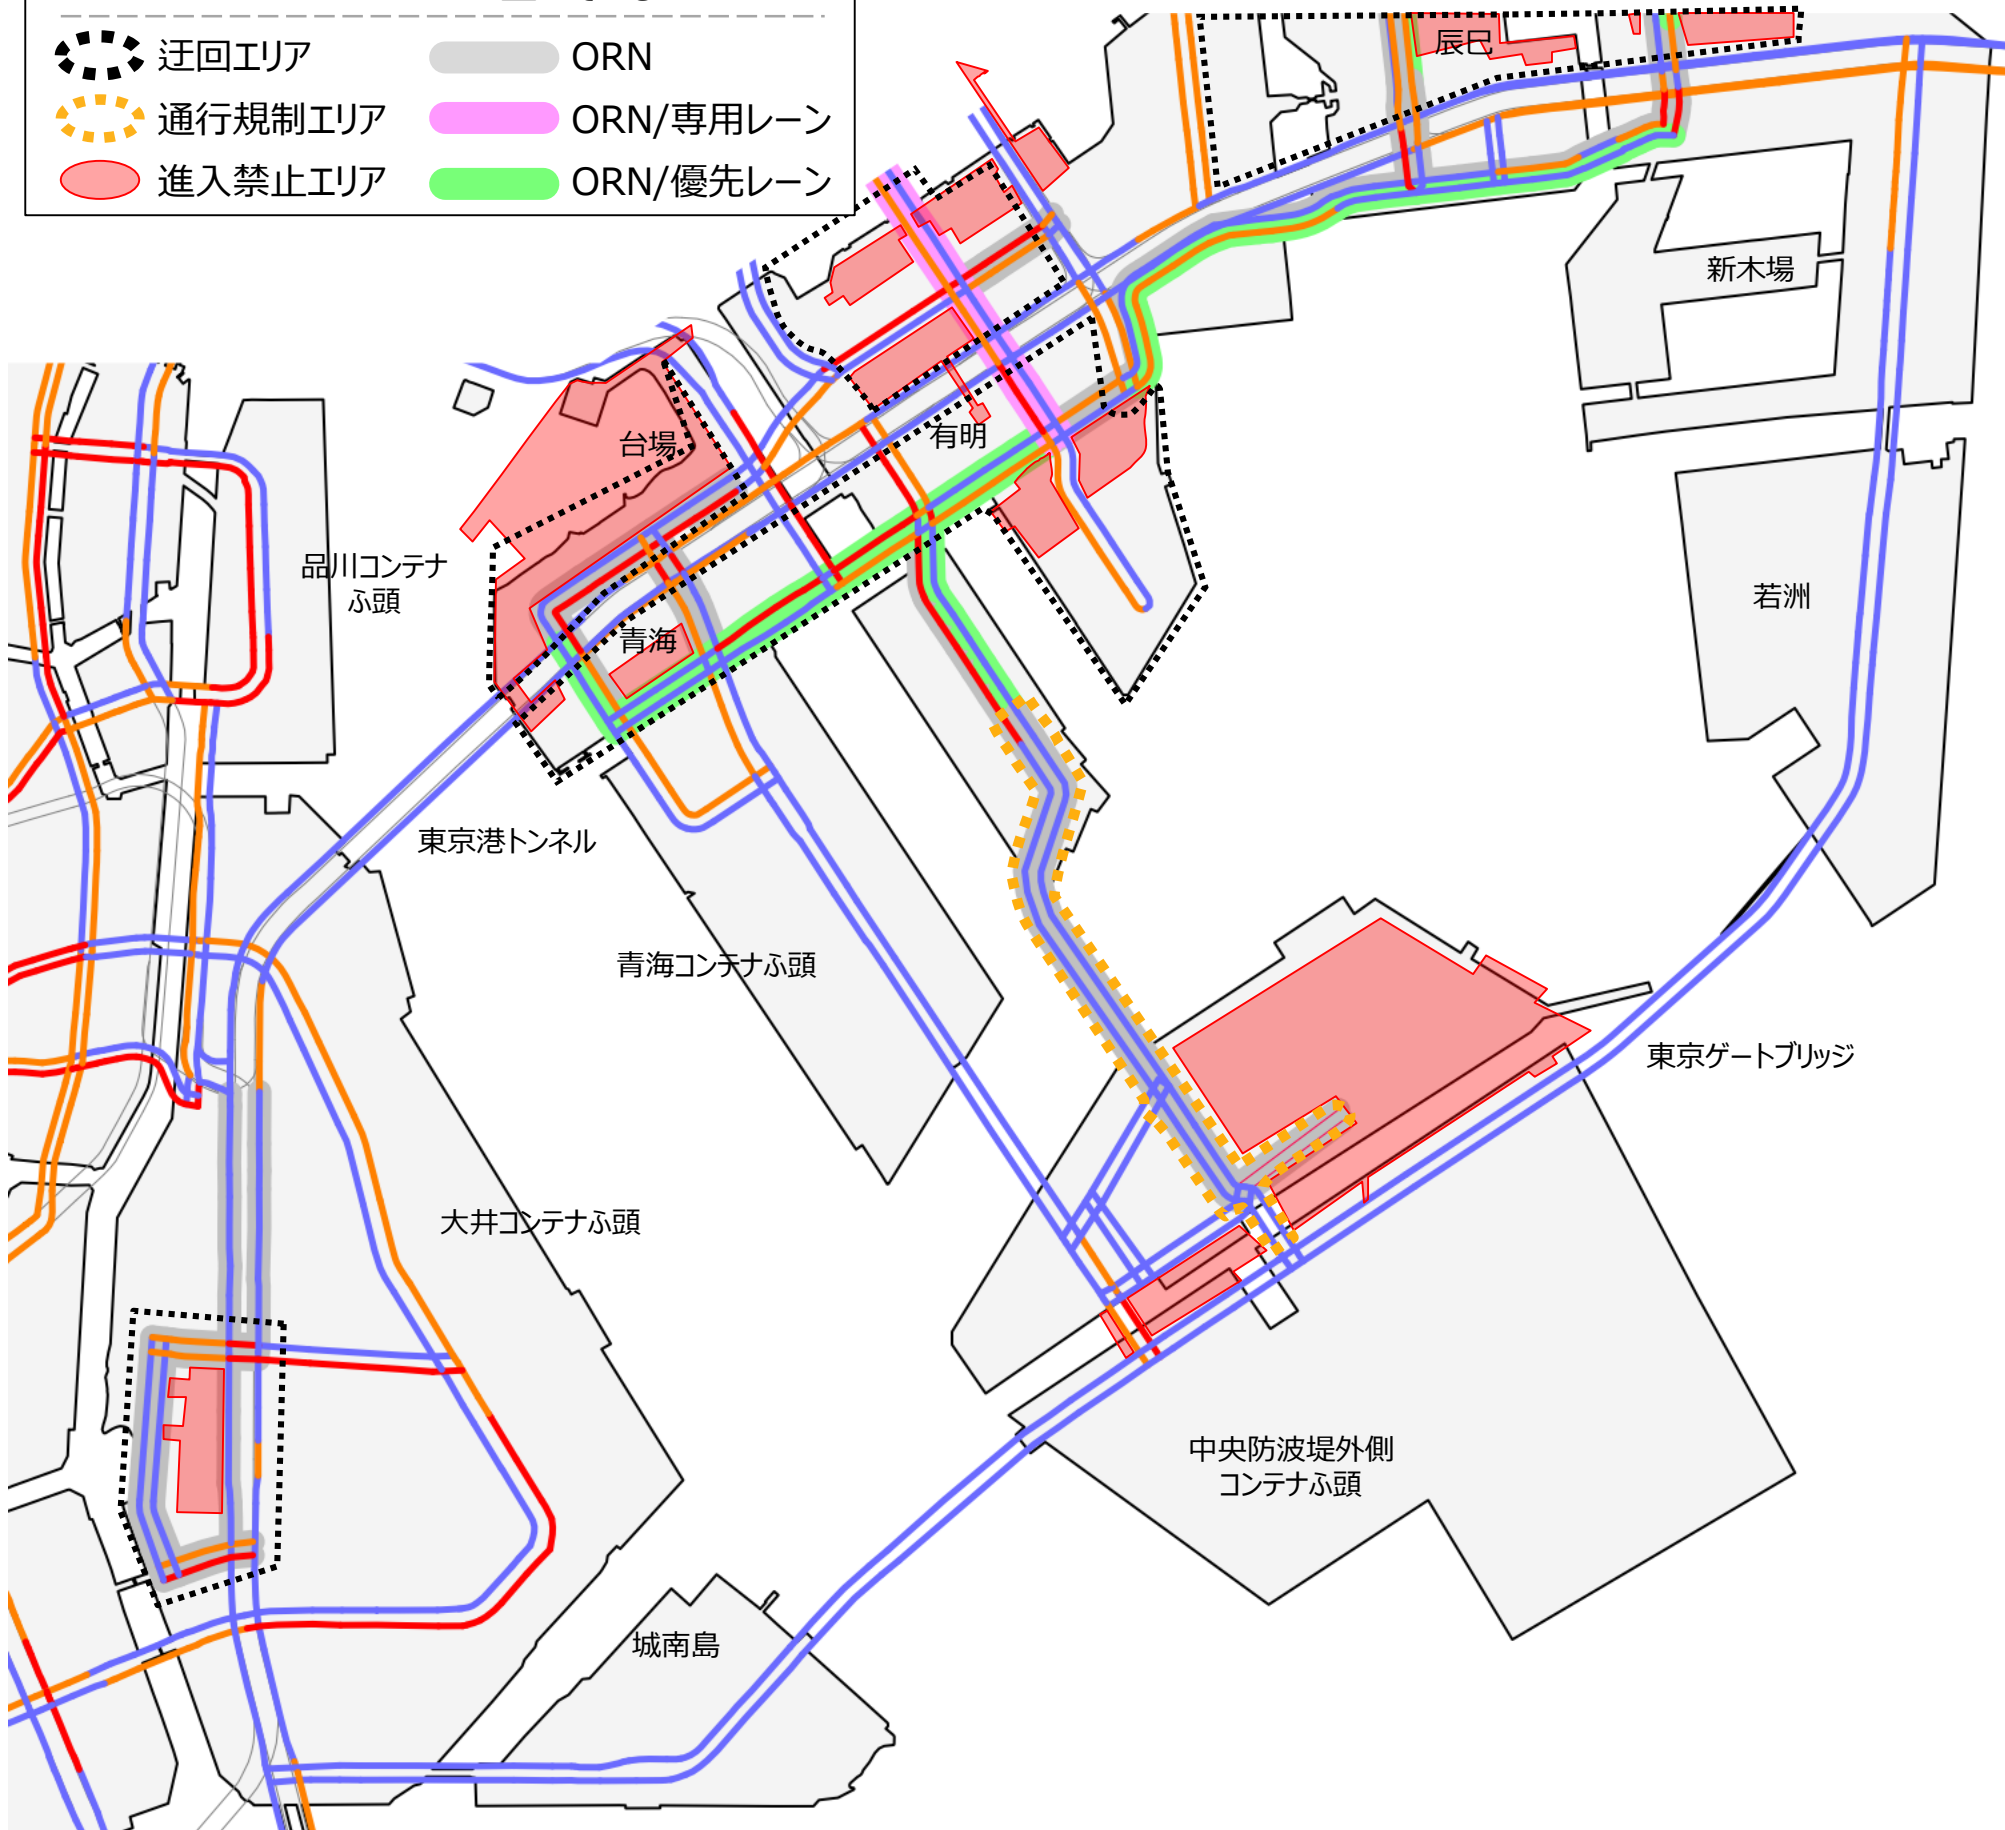 迂回エリア
ORN
通行規制エリア
ORN/専用レーン
進入禁止エリア
ORN/優先レーン
辰巳
新木場
台場
有明
品川コンテナ
ふ頭
若洲
青海
東京港トンネル
青海コンテナふ頭
東京ゲートブリッジ
大井コンテナふ頭
中央防波堤外側
コンテナふ頭
城南島